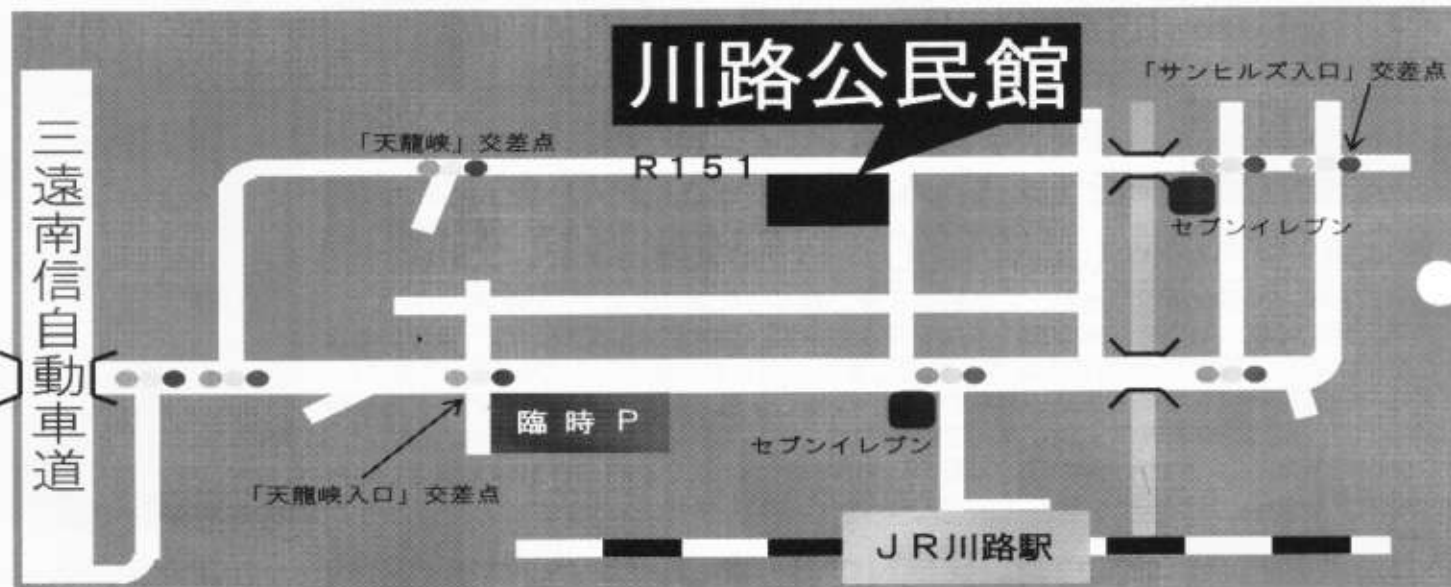 川路公民館
「サンヒルズ入口」交差点
「天龍峡」交差点
R151
セブンイレブン
三遠南信自動車道
臨時P
セブンイレブン
「天龍峡入口」交差点
JR川路駅